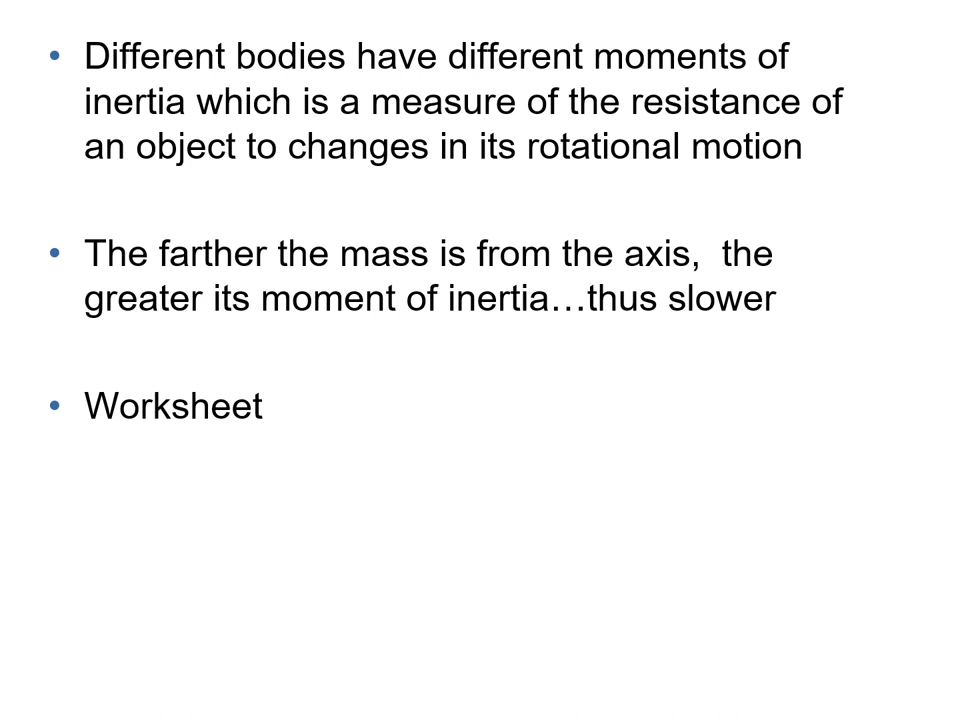 • Different bodies have different moments of
inertia which is a measure of the resistance of
an object to changes in its rotational motion
• The farther the mass is from the axis,  the
greater its moment of inertia…thus slower
• Worksheet